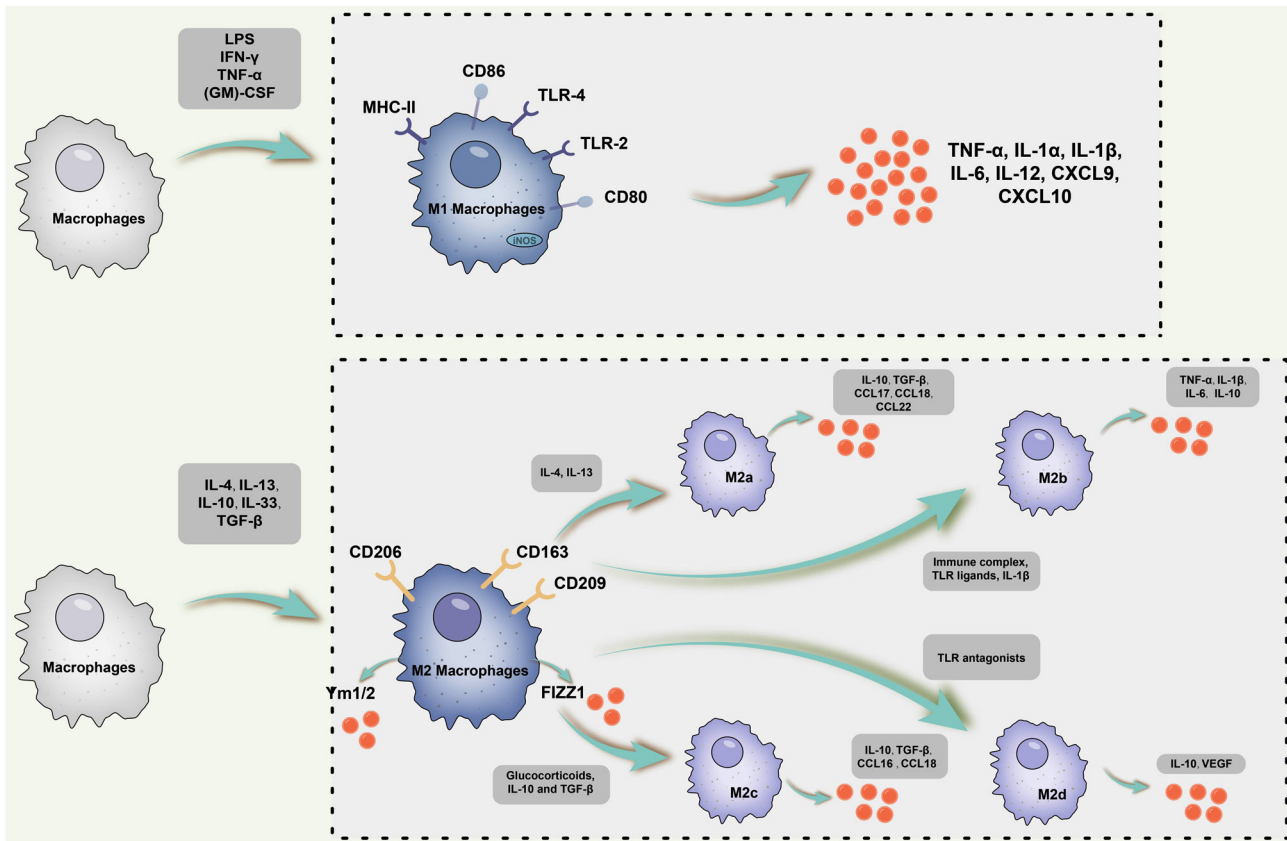 LPS
IFN-γ
TNF-α
(GM)-CSF
Macrophages
CD86
MHC-II
TLR-4
TLR-2
CD80
M1 Macrophages
iNOS
TNF-α, IL-1α, IL-1β,
IL-6, IL-12, CXCL9,
CXCL10
IL-4, IL-13,
IL-10, IL-33,
TGF-β
Macrophages
CD206
CD163
CD209
M2 Macrophages
Ym1/2
FIZZ1
IL-4, IL-13
M2a
IL-10, TGF-β,
CCL17, CCL18,
CCL22
Immune complex,
TLR ligands, IL-1β
M2b
TNF-α, IL-1β,
IL-6, IL-10
Glucocorticoids,
IL-10 and TGF-β
M2c
IL-10, TGF-β,
CCL16 , CCL18
TLR antagonists
M2d
IL-10, VEGF